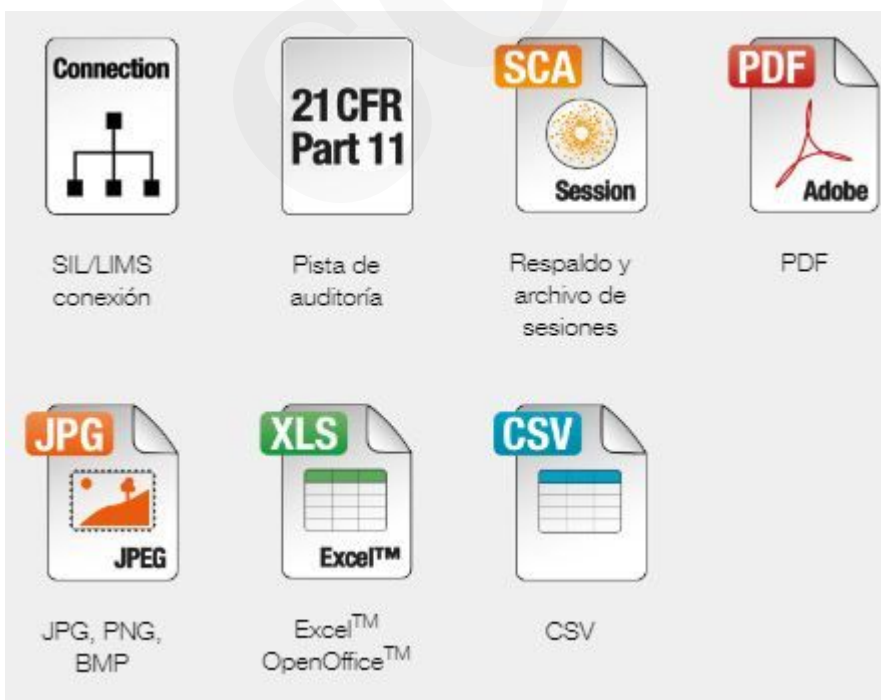 Connection
21 CFR
Part 11
SCA
Session
PDF
Adobe
SIL/LIMS
conexión
Pista de
auditoría
Respaldo y
archivo de
sesiones
PDF
JPG
JPEG
XLS
Excel™
CSV
JPG, PNG,
BMP
Excel™
OpenOffice™
CSV